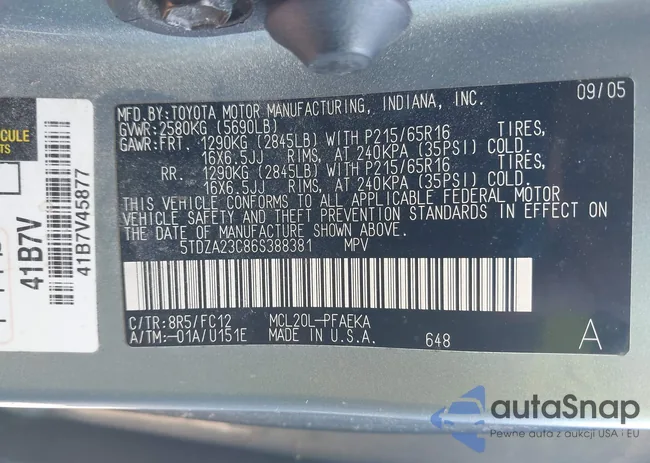 MFD.BY:TOYOTA MOTOR MANUFACTURING, INDIANA, INC. 09/05
GVWR:2580KG (5690LB)
GAWR:FRT. 1290KG (2845LB) WITH P215/65R16 TIRES,
16X6.5JJ RIMS, AT 240KPA (35PSI) COLD.
RR. 1290KG (2845LB) WITH P215/65R16 TIRES,
16X6.5JJ RIMS, AT 240KPA (35PSI) COLD.
THIS VEHICLE CONFORMS TO ALL APPLICABLE FEDERAL MOTOR
VEHICLE SAFETY AND THEFT PREVENTION STANDARDS IN EFFECT ON
THE DATE OF MANUFACTURE SHOWN ABOVE.
5TDZA23C86S388381 MPV
C/TR:8R5/FC12 MCL20L-PFAEKA
A/TM:-01A/U151E MADE IN U.S.A. 648 A
41B7V
41B7V45877
autaSnap
Pewne auta z aukcji USA i EU